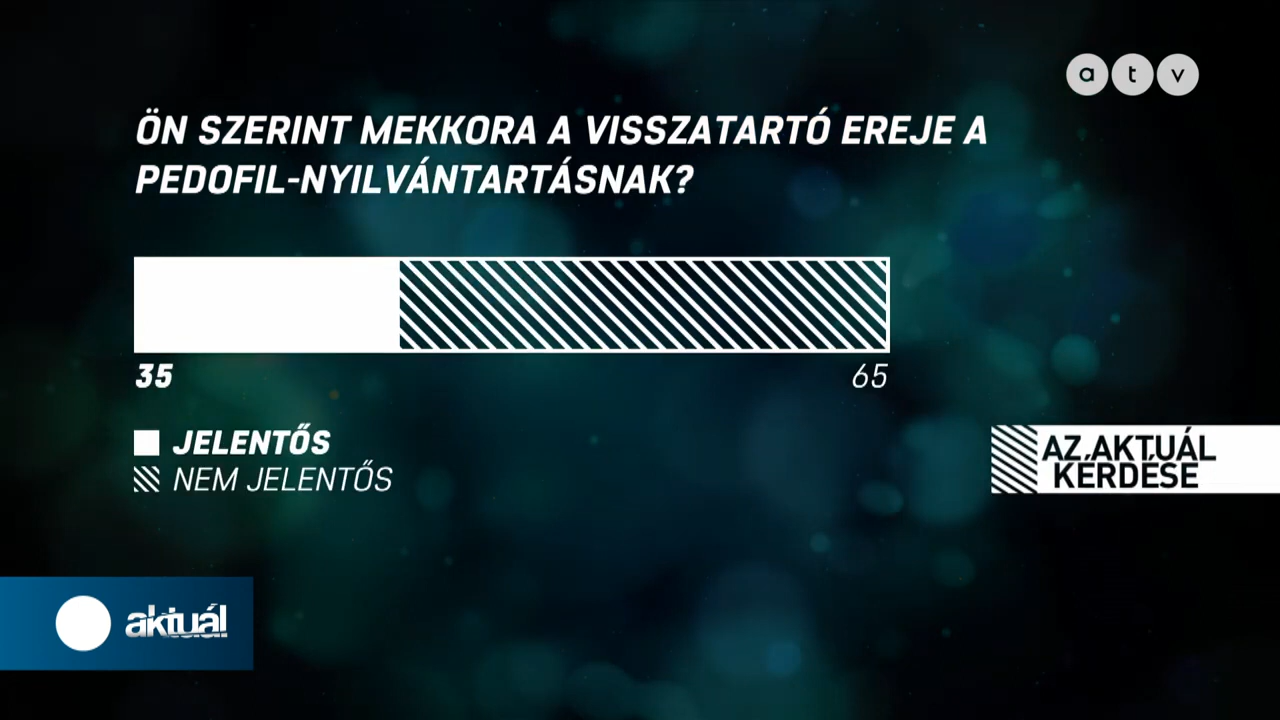 a t v
ÖN SZERINT MEKKORA A VISSZATARTÓ EREJE A
PEDOFIL-NYILVÁNTARTÁSNAK?
35
65
JELENTŐS
NEM JELENTŐS
AZ AKTUÁL
KÉRDÉSE
aktuál